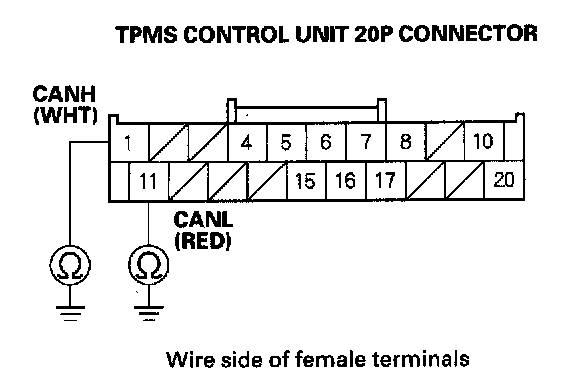 TPMS CONTROL UNIT 20P CONNECTOR
CANH
(WHT)
1 4 5 6 7 8 10
11 15 16 17 20
CANL
(RED)
Ω Ω
Wire side of female terminals